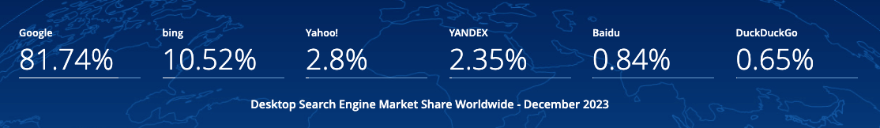 Google bing Yahoo! YANDEX Baidu DuckDuckGo
81.74% 10.52% 2.8% 2.35% 0.84% 0.65%
Desktop Search Engine Market Share Worldwide - December 2023